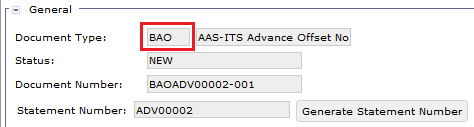 General
Document Type: BAO AAS-ITS Advance Offset No
Status: NEW
Document Number: BAOADV00002-001
Statement Number: ADV00002 Generate Statement Number